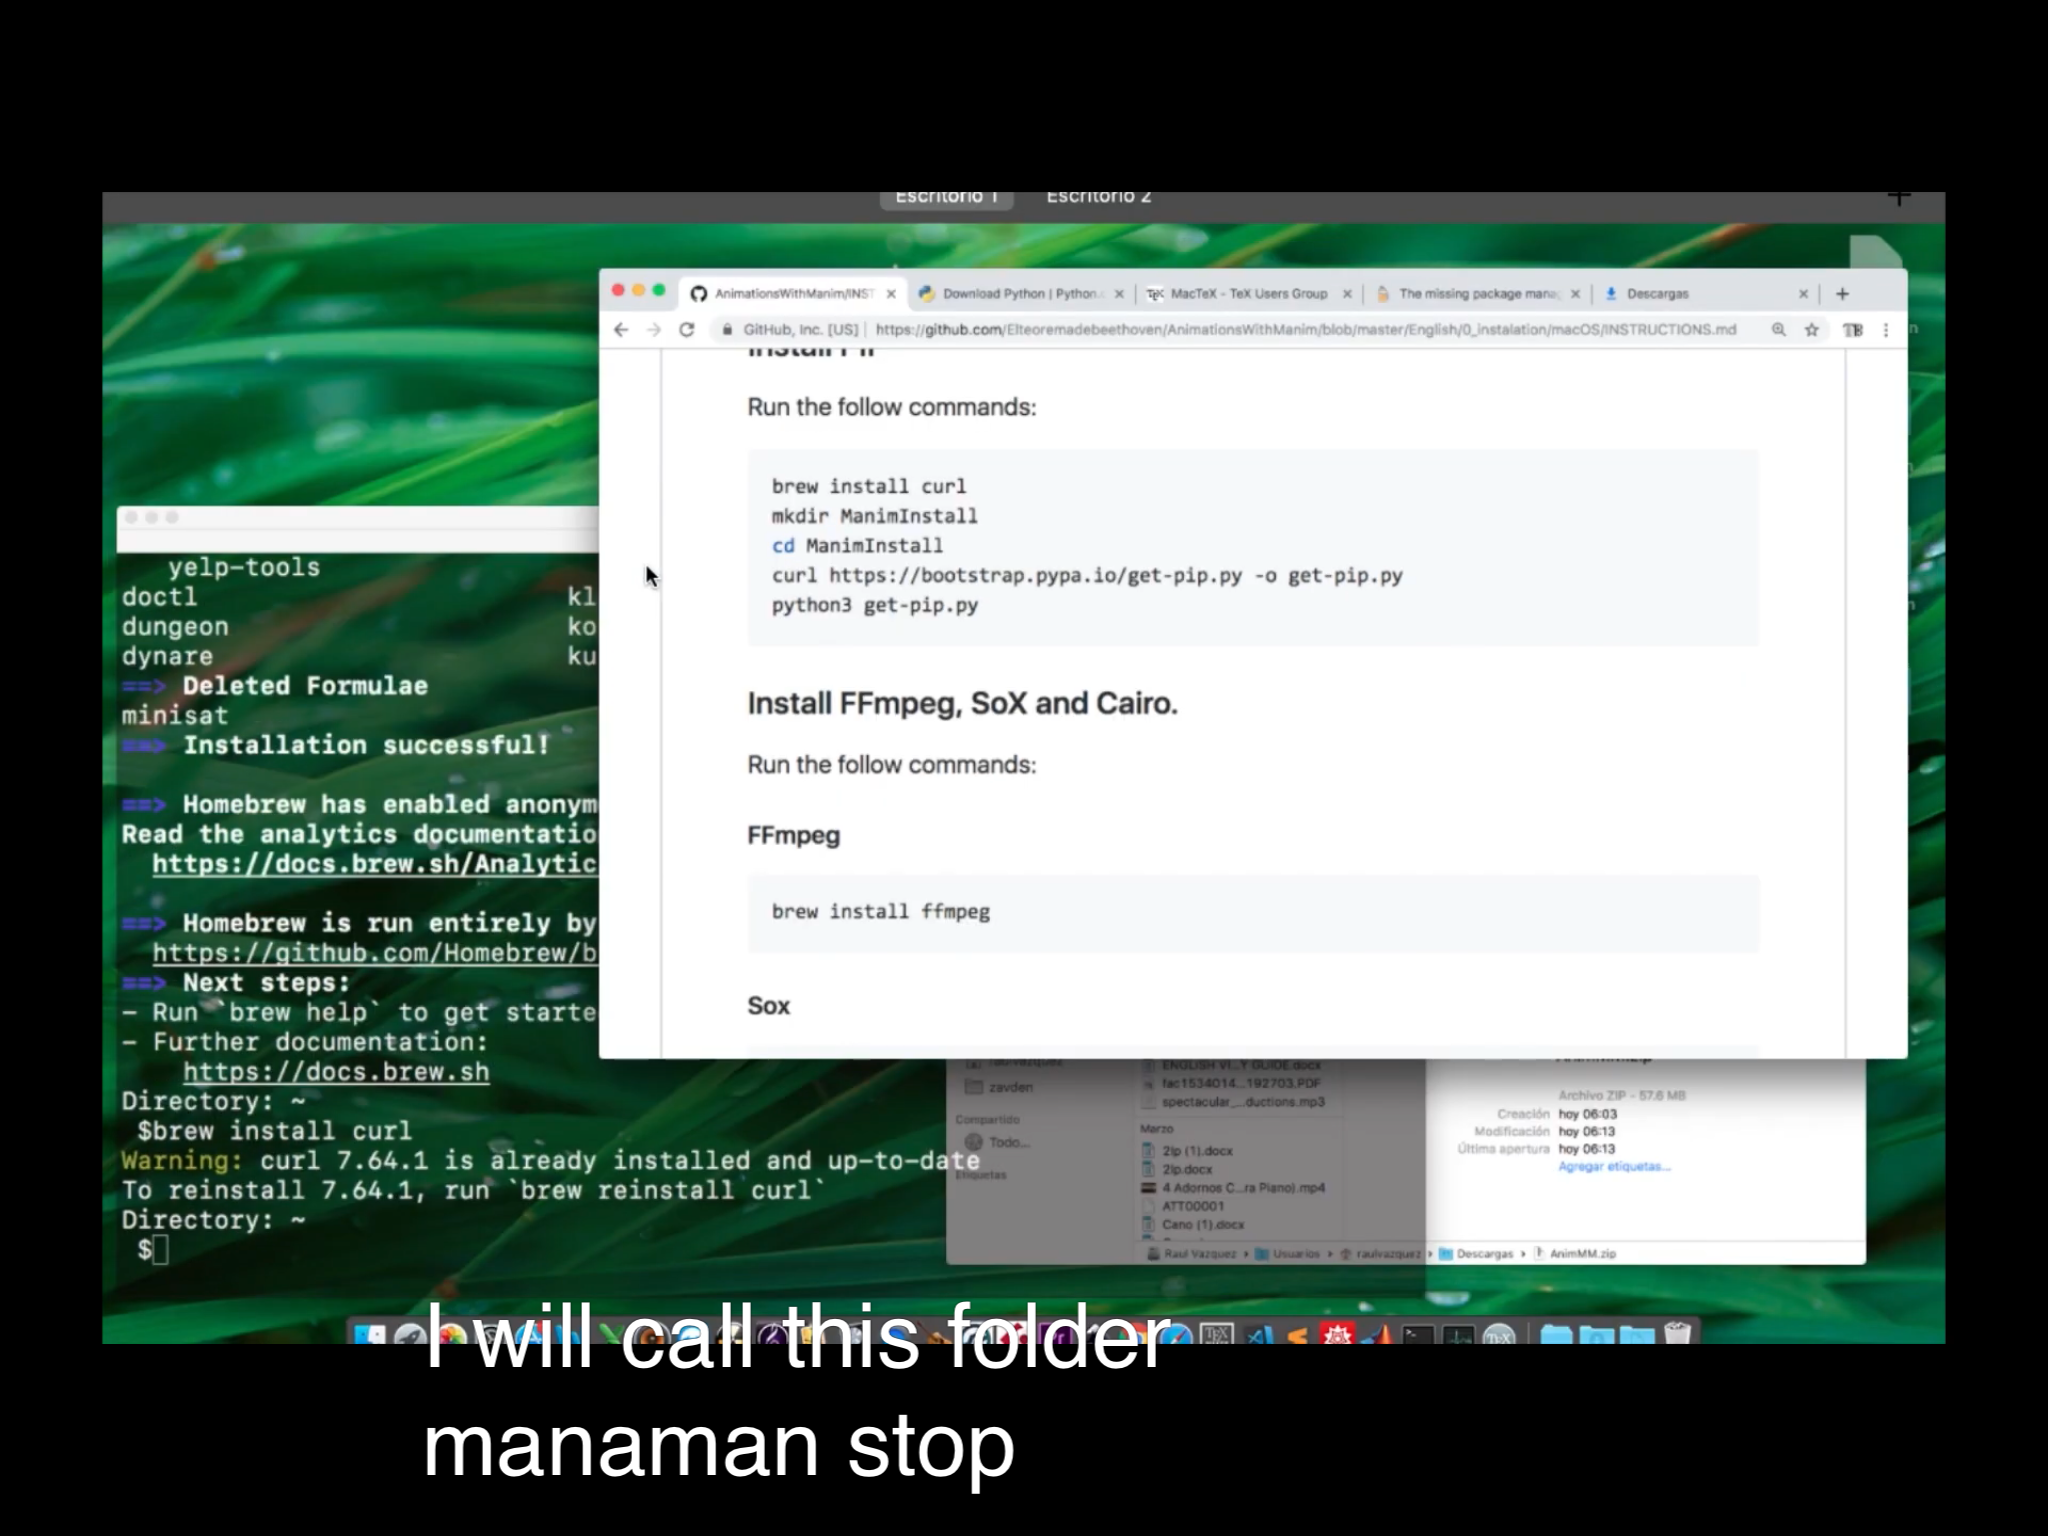 Escritorio 1 Escritorio 2
AnimationsWithManim/INST
Download Python | Python.
MacTeX - TeX Users Group
The missing package mana
Descargas
GitHub, Inc. [US] | https://github.com/Elteoremadebeethoven/AnimationsWithManim/blob/master/English/0_instalation/macOS/INSTRUCTIONS.md
Install Pip
Run the follow commands:
brew install curl
mkdir ManimInstall
cd ManimInstall
curl https://bootstrap.pypa.io/get-pip.py -o get-pip.py
python3 get-pip.py
Install FFmpeg, SoX and Cairo.
Run the follow commands:
FFmpeg
brew install ffmpeg
Sox
yelp-tools
doctl kl
dungeon ko
dynare ku
==> Deleted Formulae
minisat
==> Installation successful!
==> Homebrew has enabled anonym
Read the analytics documentatio
https://docs.brew.sh/Analytic
==> Homebrew is run entirely by
https://github.com/Homebrew/b
==> Next steps:
- Run `brew help` to get starte
- Further documentation:
https://docs.brew.sh
Directory: ~
$brew install curl
Warning: curl 7.64.1 is already installed and up-to-date
To reinstall 7.64.1, run `brew reinstall curl`
Directory: ~
$
raulvazquez
zavden
Compartido
Todo...
Etiquetas
ENGLISH VI...Y GUIDE.docx
fac1534014...192703.PDF
spectacular_...ductions.mp3
Marzo
2lp (1).docx
2lp.docx
4 Adornos C...ra Piano).mp4
ATT00001
Cano (1).docx
AnimMM.zip
Archivo ZIP - 57.6 MB
Creación hoy 06:03
Modificación hoy 06:13
Última apertura hoy 06:13
Agregar etiquetas...
Raul Vazquez › Usuarios › raulvazquez › Descargas › AnimMM.zip
I will call this folder
manaman stop